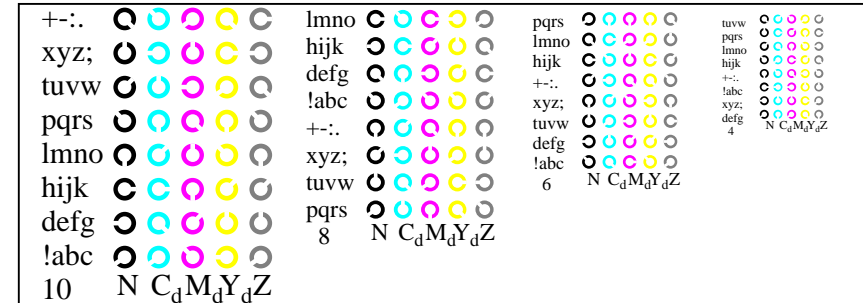 +-:.
xyz;
tuvw
pqrs
lmno
hijk
defg
!abc
10 N CdMdYdZ
lmno
hijk
defg
!abc
+-:.
xyz;
tuvw
pqrs
8 N CdMdYdZ
pqrs
lmno
hijk
+-:.
xyz;
tuvw
defg
!abc
6 N CdMdYdZ
tuvw
pqrs
lmno
hijk
+-:.
!abc
xyz;
defg
4 N CdMdYdZ